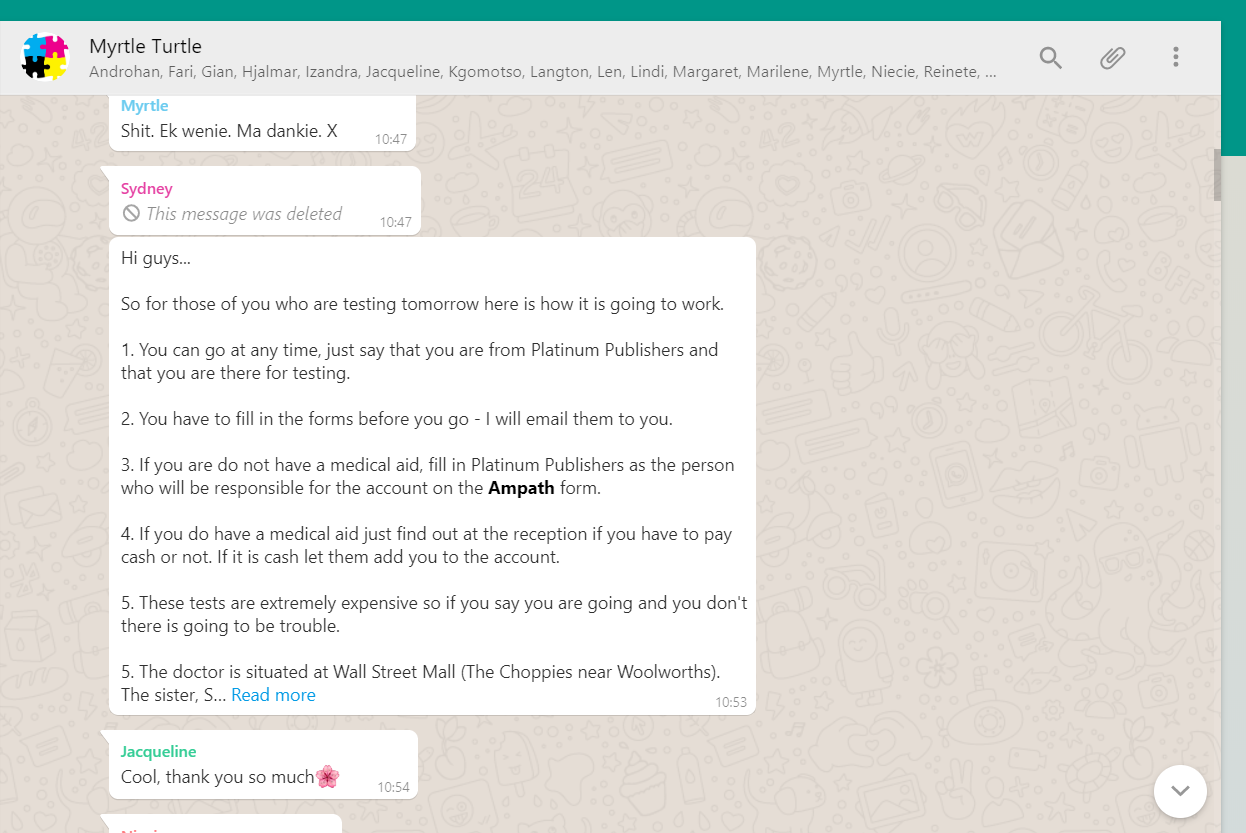 Myrtle Turtle
Androhan, Fari, Gian, Hjalmar, Izandra, Jacqueline, Kgomotso, Langton, Len, Lindi, Margaret, Marilene, Myrtle, Niecie, Reinete, ...
Myrtle
Shit. Ek wenie. Ma dankie. X
10:47
Sydney
This message was deleted
10:47
Hi guys...
So for those of you who are testing tomorrow here is how it is going to work.
1. You can go at any time, just say that you are from Platinum Publishers and
that you are there for testing.
2. You have to fill in the forms before you go - I will email them to you.
3. If you are do not have a medical aid, fill in Platinum Publishers as the person
who will be responsible for the account on the Ampath form.
4. If you do have a medical aid just find out at the reception if you have to pay
cash or not. If it is cash let them add you to the account.
5. These tests are extremely expensive so if you say you are going and you don't
there is going to be trouble.
5. The doctor is situated at Wall Street Mall (The Choppies near Woolworths).
The sister, S... Read more
10:53
Jacqueline
Cool, thank you so much🌸
10:54